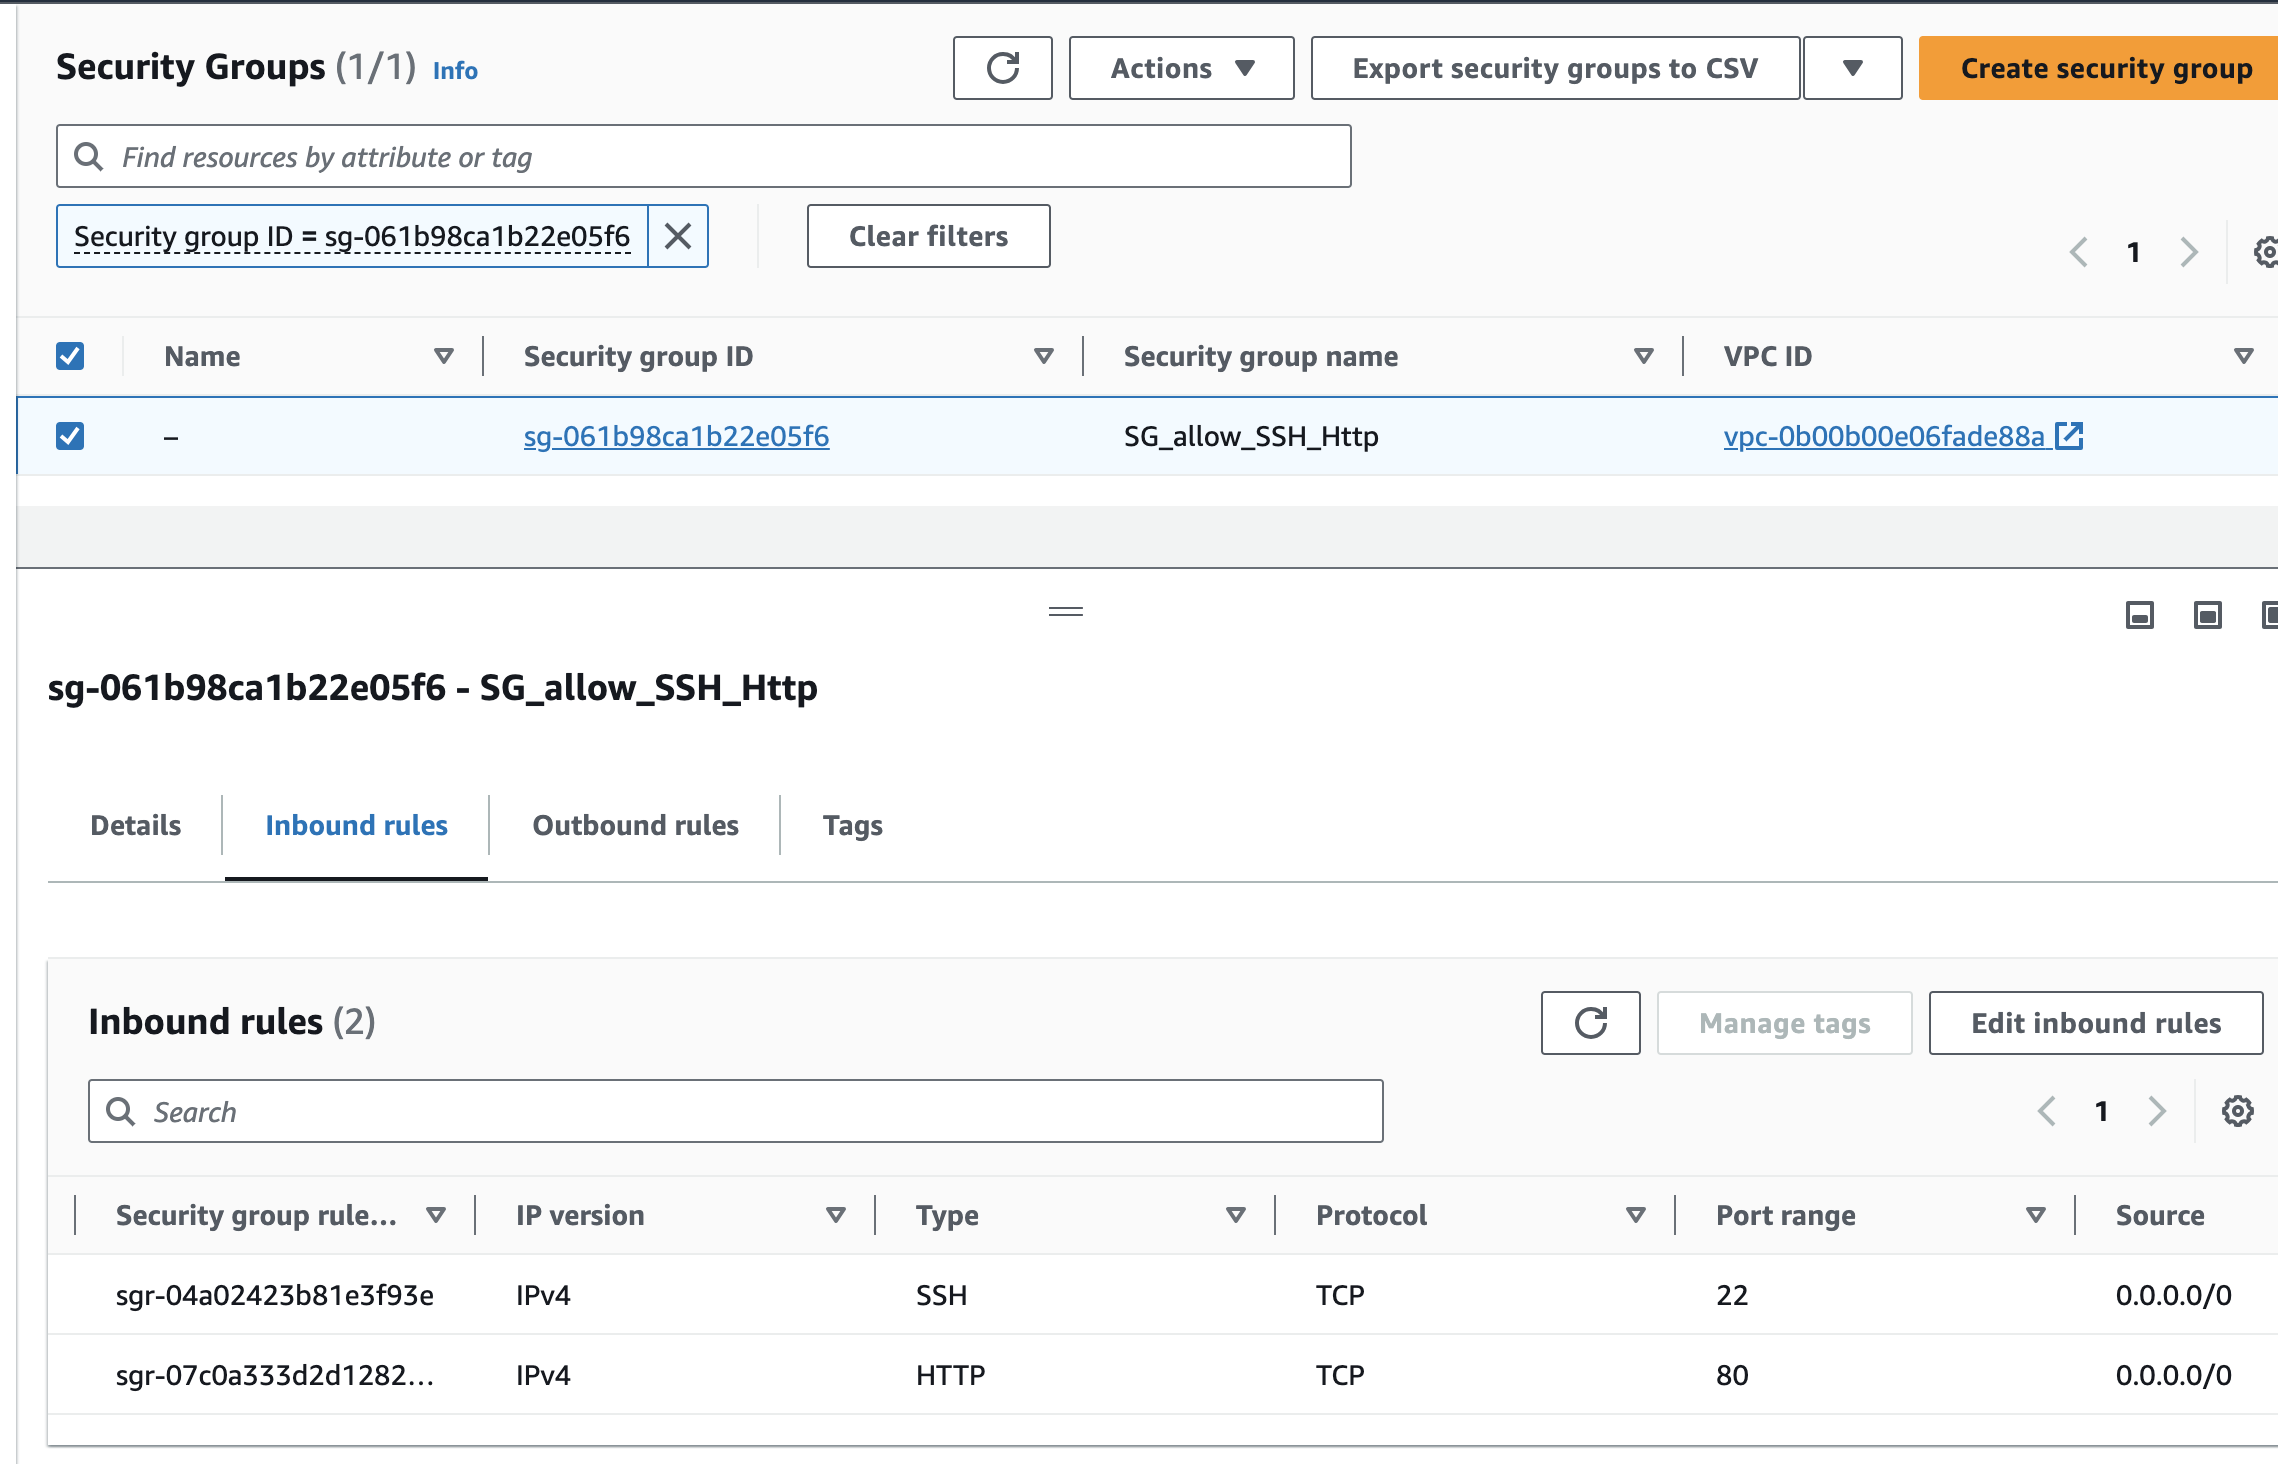 Security Groups (1/1) Info
Actions
Export security groups to CSV
Create security group
Find resources by attribute or tag
Security group ID = sg-061b98ca1b22e05f6
Clear filters
1
Name Security group ID Security group name VPC ID
– sg-061b98ca1b22e05f6 SG_allow_SSH_Http vpc-0b00b00e06fade88a
sg-061b98ca1b22e05f6 - SG_allow_SSH_Http
Details Inbound rules Outbound rules Tags
Inbound rules (2)
Manage tags
Edit inbound rules
Search
1
Security group rule... IP version Type Protocol Port range Source
sgr-04a02423b81e3f93e IPv4 SSH TCP 22 0.0.0.0/0
sgr-07c0a333d2d1282... IPv4 HTTP TCP 80 0.0.0.0/0